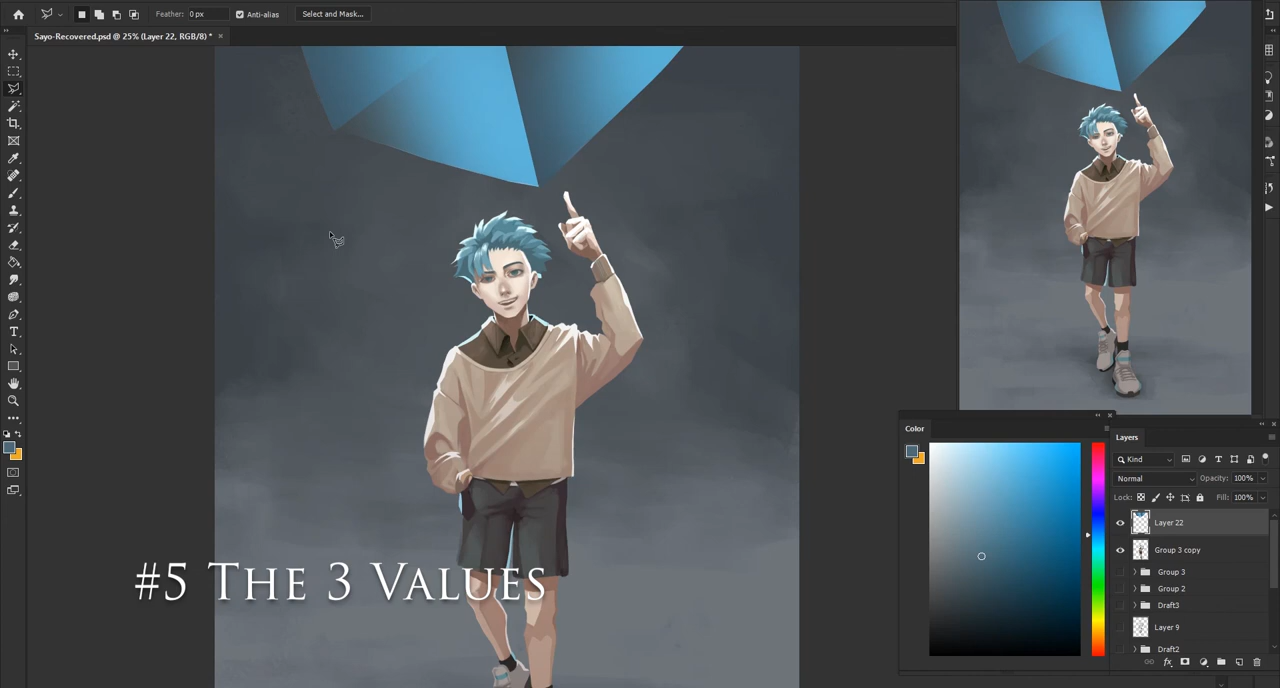 Feather: 0 px Anti-alias Select and Mask...
Sayo-Recovered.psd @ 25% (Layer 22, RGB/8) * ×
#5 The 3 Values
Color
Layers
Kind
Normal Opacity: 100%
Lock: Fill: 100%
Layer 22
Group 3 copy
Group 3
Group 2
Draft3
Layer 9
Draft2
fx